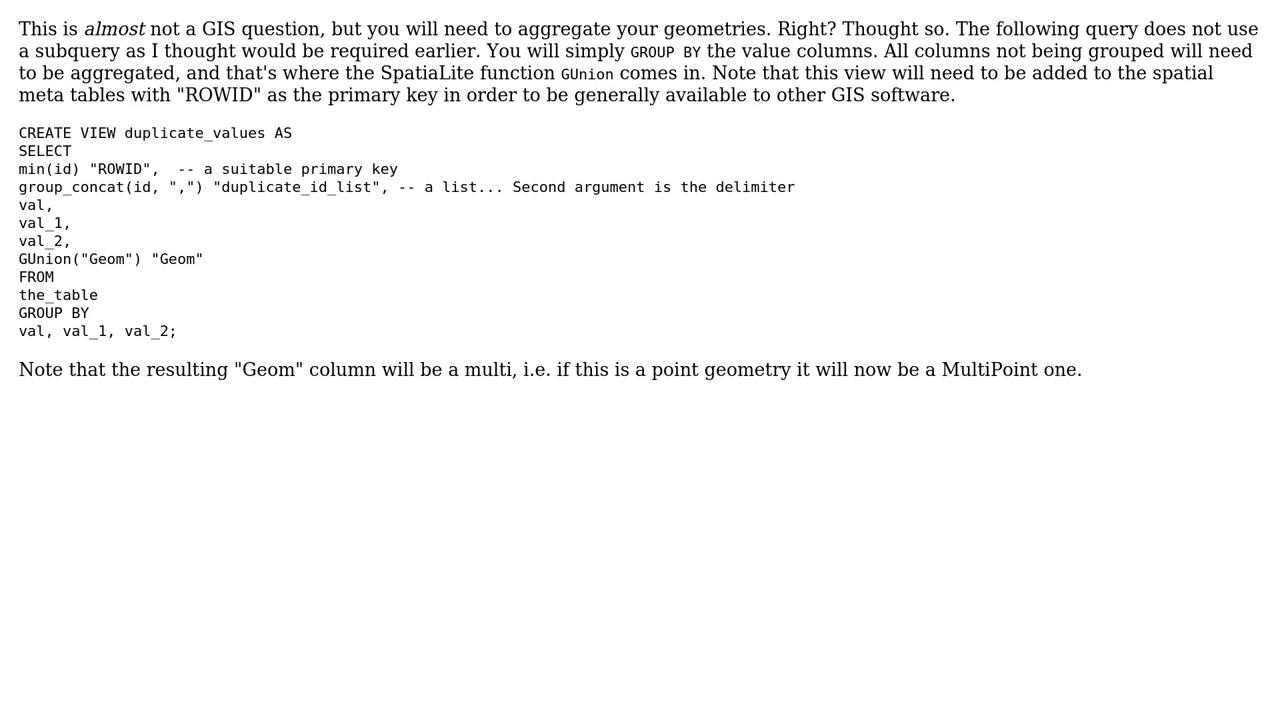 This is almost not a GIS question, but you will need to aggregate your geometries. Right? Thought so. The following query does not use
a subquery as I thought would be required earlier. You will simply GROUP BY the value columns. All columns not being grouped will need
to be aggregated, and that's where the SpatiaLite function GUnion comes in. Note that this view will need to be added to the spatial
meta tables with "ROWID" as the primary key in order to be generally available to other GIS software.
CREATE VIEW duplicate_values AS
SELECT
min(id) "ROWID",  -- a suitable primary key
group_concat(id, ",") "duplicate_id_list", -- a list... Second argument is the delimiter
val,
val_1,
val_2,
GUnion("Geom") "Geom"
FROM
the_table
GROUP BY
val, val_1, val_2;
Note that the resulting "Geom" column will be a multi, i.e. if this is a point geometry it will now be a MultiPoint one.